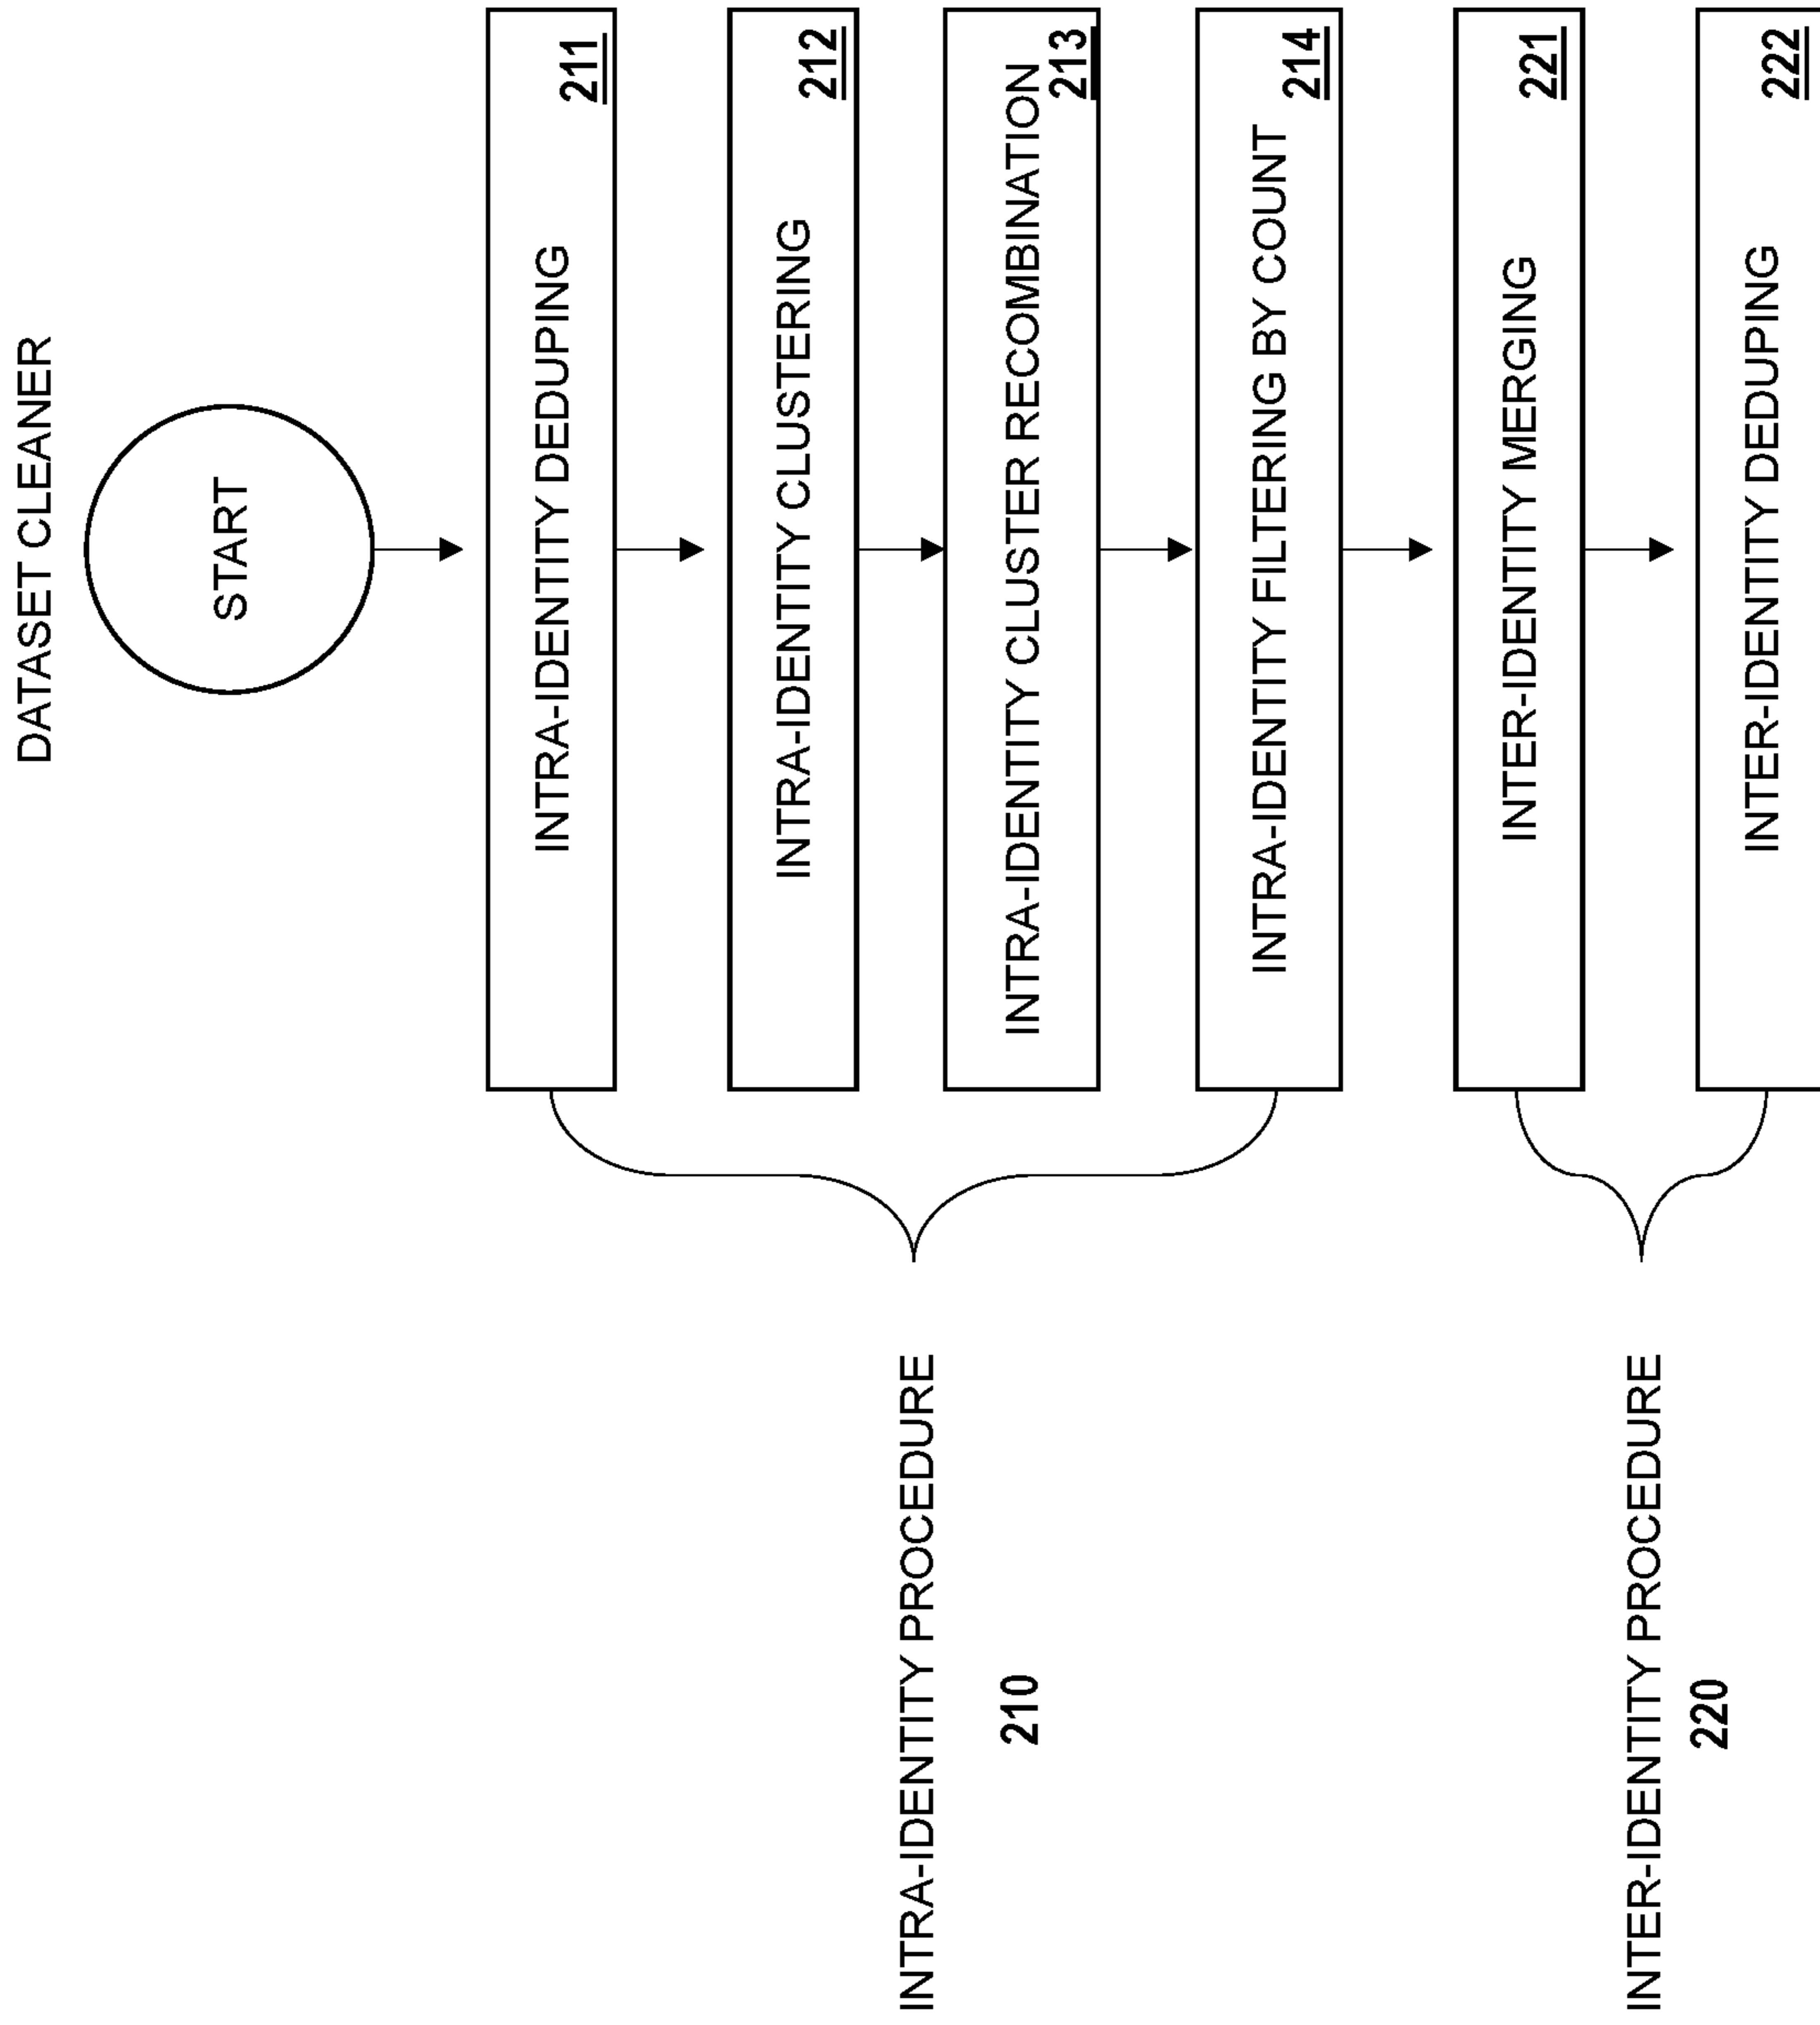 DATASET CLEANER
START
INTRA-IDENTITY DEDUPING
211
INTRA-IDENTITY CLUSTERING
212
INTRA-IDENTITY CLUSTER RECOMBINATION
213
INTRA-IDENTITY FILTERING BY COUNT
214
INTRA-IDENTITY PROCEDURE
210
INTER-IDENTITY MERGING
221
INTER-IDENTITY DEDUPING
222
INTER-IDENTITY PROCEDURE
220